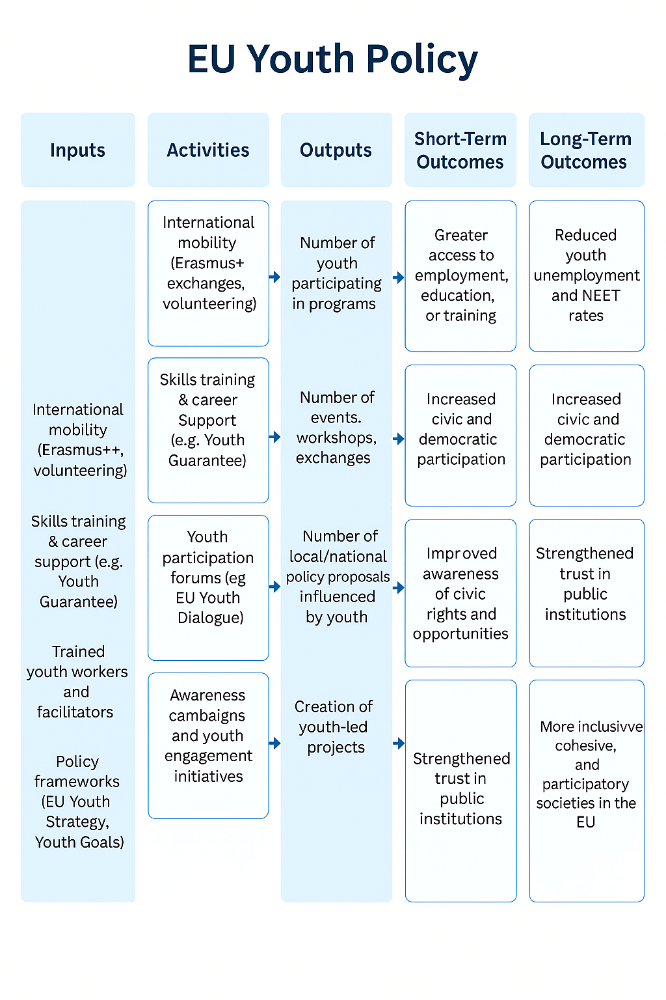 EU Youth Policy
Inputs
Activities
Outputs
Short-Term
Outcomes
Long-Term
Outcomes
International
mobility
(Erasmus++,
volunteering)
Skills training
& career
support (e.g.
Youth
Guarantee)
Trained
youth workers
and
facilitators
Policy
frameworks
(EU Youth
Strategy,
Youth Goals)
International
mobility
(Erasmus+
exchanges,
volunteering)
Skills training
& career
Support
(e.g. Youth
Guarantee)
Youth
participation
forums (eg
EU Youth
Dialogue)
Awareness
cambaigns
and youth
engagement
initiatives
Number of
youth
participating
in programs
Number of
events.
workshops,
exchanges
Number of
local/national
policy proposals
influenced
by youth
Creation of
youth-led
projects
Greater
access to
employment,
education,
or training
Increased
civic and
democratic
participation
Improved
awareness
of civic
rights and
opportunities
Strengthened
trust in
public
institutions
Reduced
youth
unemployment
and NEET
rates
Increased
civic and
democratic
participation
Strengthened
trust in
public
institutions
More inclusivve
cohesive,
and
participatory
societies in the
EU